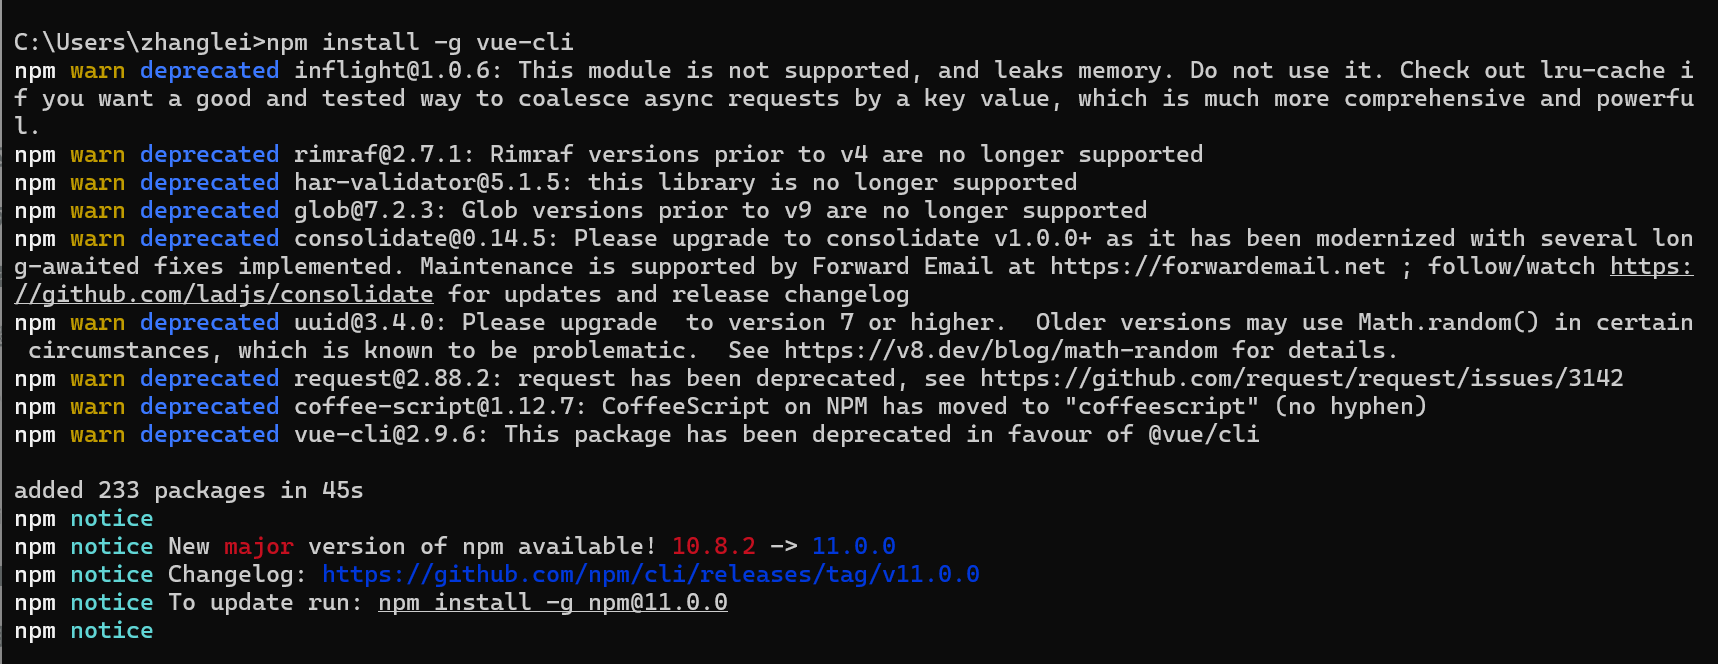 C:\Users\zhanglei>npm install -g vue-cli
npm warn deprecated inflight@1.0.6: This module is not supported, and leaks memory. Do not use it. Check out lru-cache i
f you want a good and tested way to coalesce async requests by a key value, which is much more comprehensive and powerfu
l.
npm warn deprecated rimraf@2.7.1: Rimraf versions prior to v4 are no longer supported
npm warn deprecated har-validator@5.1.5: this library is no longer supported
npm warn deprecated glob@7.2.3: Glob versions prior to v9 are no longer supported
npm warn deprecated consolidate@0.14.5: Please upgrade to consolidate v1.0.0+ as it has been modernized with several lon
g-awaited fixes implemented. Maintenance is supported by Forward Email at https://forwardemail.net ; follow/watch https:
//github.com/ladjs/consolidate for updates and release changelog
npm warn deprecated uuid@3.4.0: Please upgrade  to version 7 or higher.  Older versions may use Math.random() in certain
 circumstances, which is known to be problematic.  See https://v8.dev/blog/math-random for details.
npm warn deprecated request@2.88.2: request has been deprecated, see https://github.com/request/request/issues/3142
npm warn deprecated coffee-script@1.12.7: CoffeeScript on NPM has moved to "coffeescript" (no hyphen)
npm warn deprecated vue-cli@2.9.6: This package has been deprecated in favour of @vue/cli
added 233 packages in 45s
npm notice
npm notice New major version of npm available! 10.8.2 -> 11.0.0
npm notice Changelog: https://github.com/npm/cli/releases/tag/v11.0.0
npm notice To update run: npm install -g npm@11.0.0
npm notice